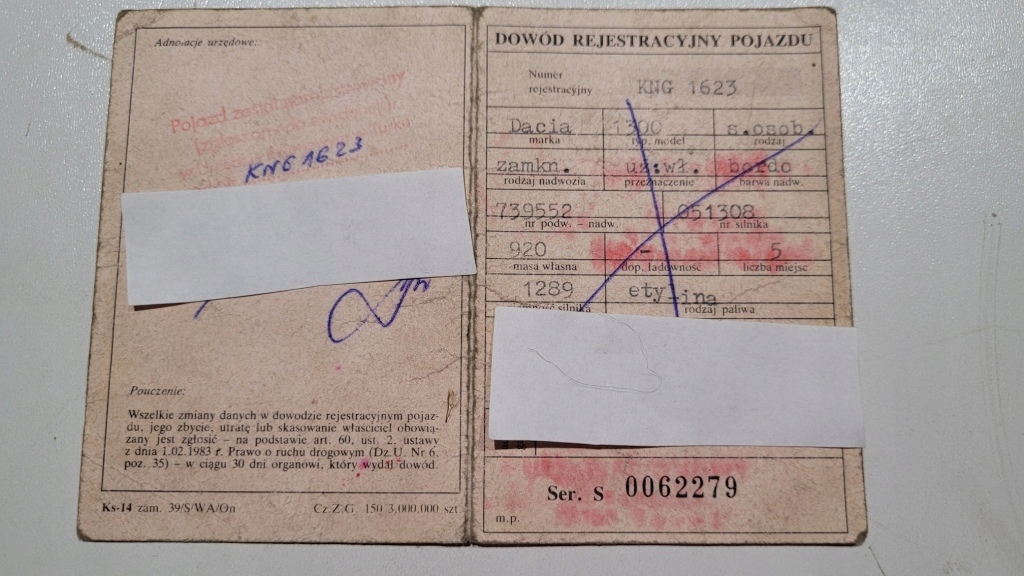 Adnotacje urzędowe:
Pojazd został
KNG 1623
Pouczenie:
Wszelkie zmiany danych w dowodzie rejestracyjnym pojaz-
du, jego zbycie, utratę lub skasowanie właściciel obowią-
zany jest zgłosić – na podstawie art. 60, ust. 2, ustawy
z dnia 1.02.1983 r. Prawo o ruchu drogowym (Dz.U. Nr 6,
poz. 35) – w ciągu 30 dni organowi, który wydał dowód.
Ks-14 zam. 39/S/WA/On Cz.Z.G. 150 3.000.000 szt
DOWÓD REJESTRACYJNY POJAZDU
Numer
rejestracyjny KNG 1623
Dacia 1300 s.osob.
marka typ, model rodzaj
zamkn. uż.wł. bordo
rodzaj nadwozia przeznaczenie barwa nadw.
739552 051308
nr podw. – nadw. nr silnika
920 - 5
masa własna dop. ładowność liczba miejsc
1289 etylina
silnika rodzaj paliwa
Ser. S 0062279
m.p.